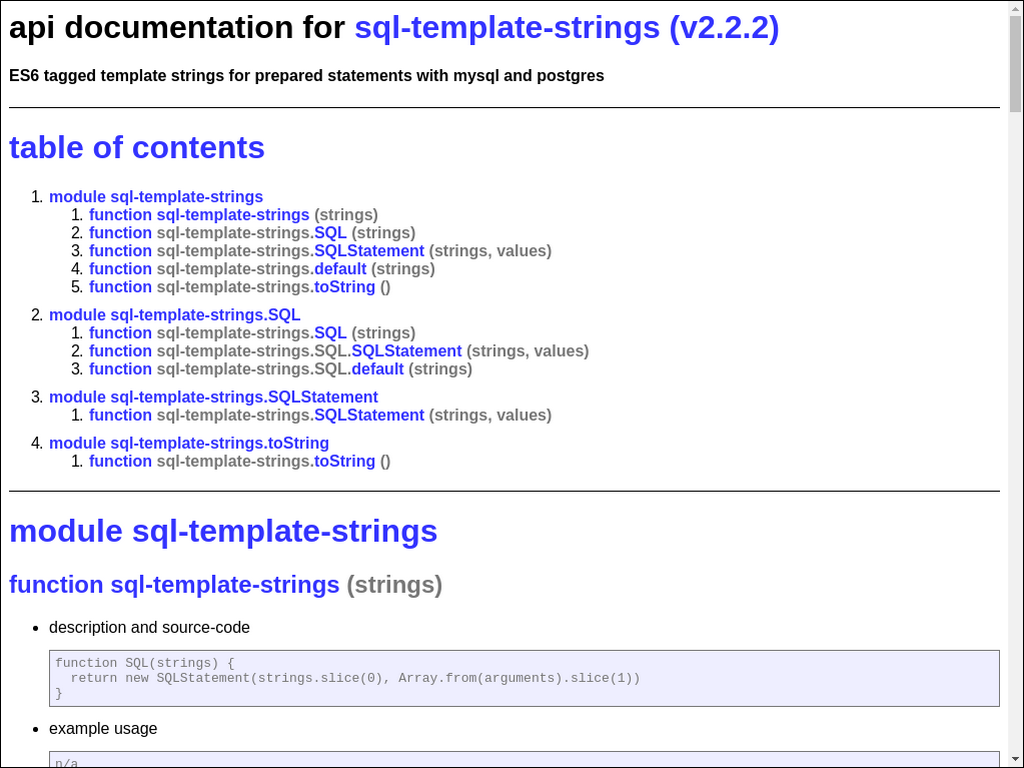 api documentation for sql-template-strings (v2.2.2)
ES6 tagged template strings for prepared statements with mysql and postgres
table of contents
1. module sql-template-strings
1. function sql-template-strings (strings)
2. function sql-template-strings.SQL (strings)
3. function sql-template-strings.SQLStatement (strings, values)
4. function sql-template-strings.default (strings)
5. function sql-template-strings.toString ()
2. module sql-template-strings.SQL
1. function sql-template-strings.SQL (strings)
2. function sql-template-strings.SQL.SQLStatement (strings, values)
3. function sql-template-strings.SQL.default (strings)
3. module sql-template-strings.SQLStatement
1. function sql-template-strings.SQLStatement (strings, values)
4. module sql-template-strings.toString
1. function sql-template-strings.toString ()
module sql-template-strings
function sql-template-strings (strings)
• description and source-code
function SQL(strings) {
  return new SQLStatement(strings.slice(0), Array.from(arguments).slice(1))
}
• example usage
n/a